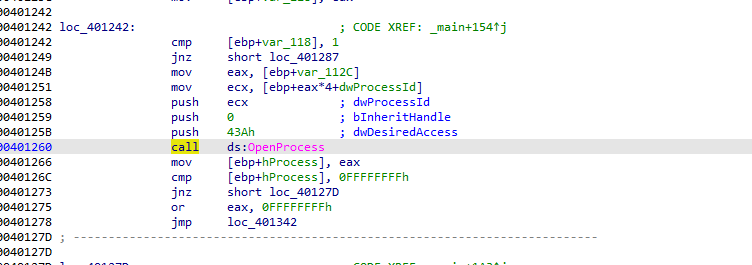 00401242
00401242 loc_401242: ; CODE XREF: _main+154↑j
00401242 cmp [ebp+var_118], 1
00401249 jnz short loc_401287
0040124B mov eax, [ebp+var_112C]
00401251 mov ecx, [ebp+eax*4+dwProcessId]
00401258 push ecx ; dwProcessId
00401259 push 0 ; bInheritHandle
0040125B push 43Ah ; dwDesiredAccess
00401260 call ds:OpenProcess
00401266 mov [ebp+hProcess], eax
0040126C cmp [ebp+hProcess], 0FFFFFFFFh
00401273 jnz short loc_40127D
00401275 or eax, 0FFFFFFFFh
00401278 jmp loc_401342
0040127D ; ---------------------------------------------------------------------------
0040127D